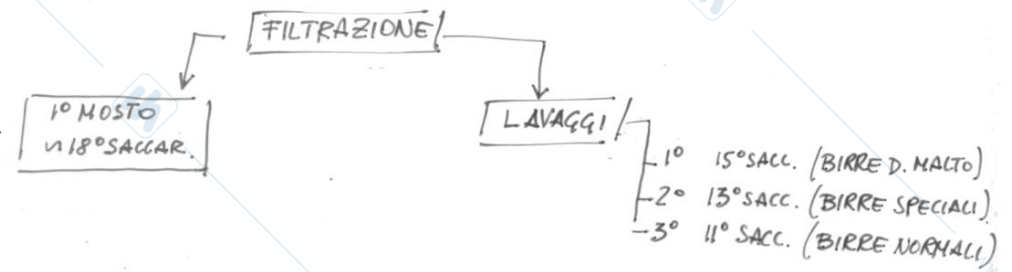 FILTRAZIONE
1° MOSTO
~18° SACCAR.
LAVAGGI
1° 15° SACC. (BIRRE D. MALTO)
2° 13° SACC. (BIRRE SPECIALI)
3° 11° SACC. (BIRRE NORMALI)